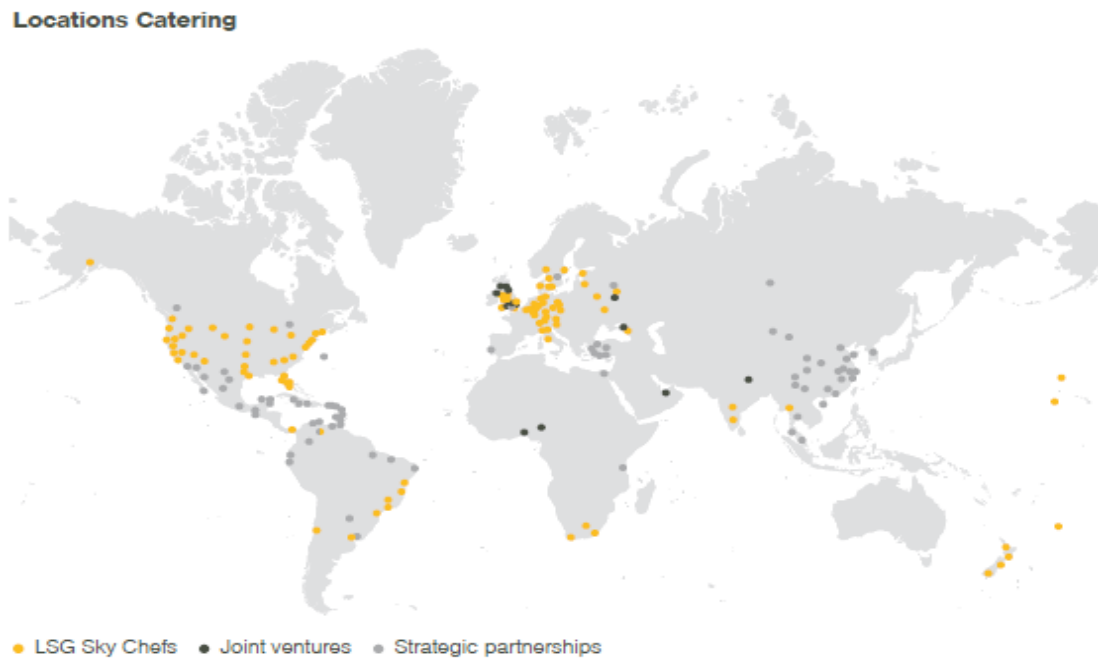 Locations Catering
LSG Sky Chefs Joint ventures Strategic partnerships